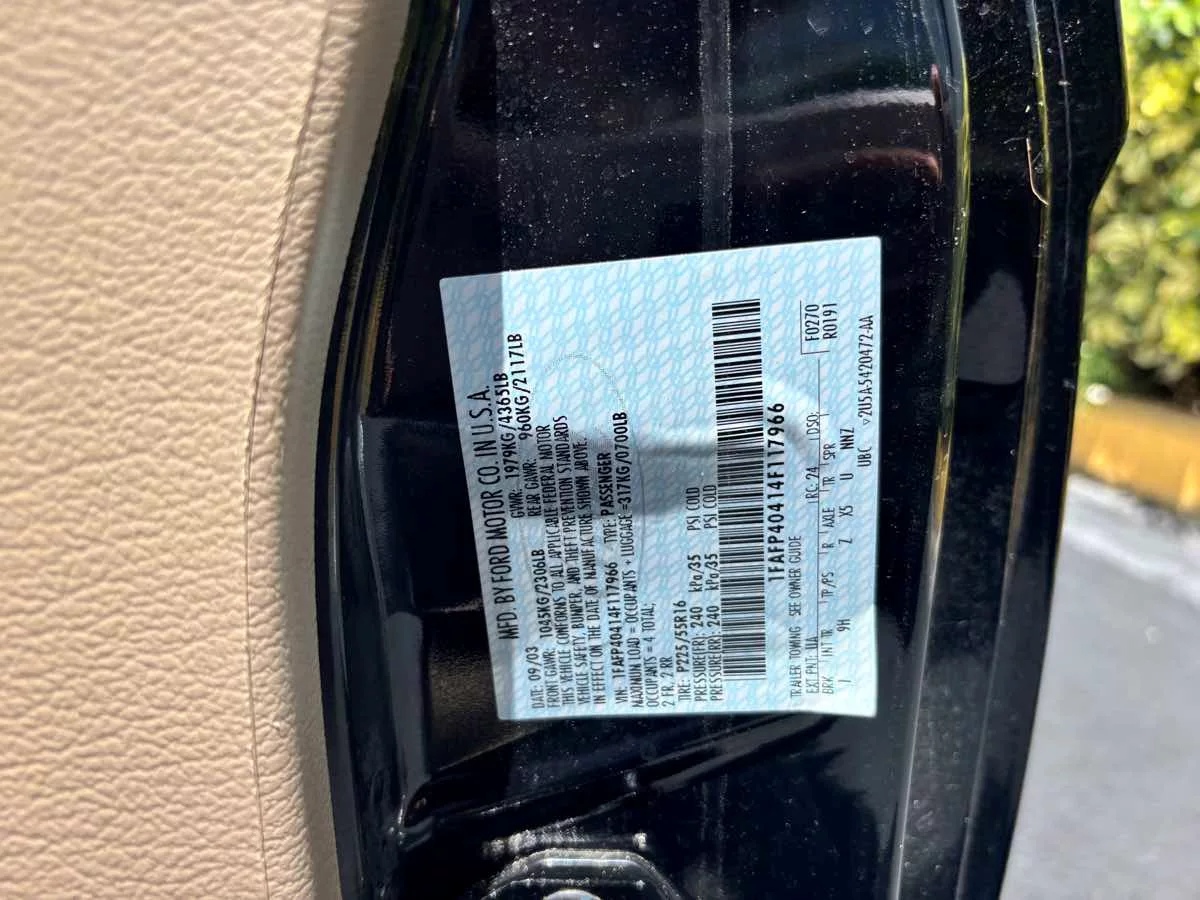 MFD. BY FORD MOTOR CO. IN U.S.A.
DATE: 09/03 GVWR: 1979KG/4365LB
FRONT GAWR: 1045KG/2306LB REAR GAWR: 960KG/2117LB
THIS VEHICLE CONFORMS TO ALL APPLICABLE FEDERAL MOTOR
VEHICLE SAFETY, BUMPER, AND THEFT PREVENTION STANDARDS
IN EFFECT ON THE DATE OF MANUFACTURE SHOWN ABOVE.
VIN: 1FAFP40414F117966 TYPE: PASSENGER
MAXIMUM LOAD = OCCUPANTS + LUGGAGE =317KG/0700LB
OCCUPANTS = 4 TOTAL;
2 FR, 2 RR
TIRE: P225/55R16
PRESSURE(FR): 240 kPa/35 PSI COLD
PRESSURE(RR): 240 kPa/35 PSI COLD
1FAFP40414F117966
TRAILER TOWING SEE OWNER GUIDE F0270
EXT PNT: UA RC: 24 DSO: R0191
BRK INT TR TP/PS R AXLE TR SPR
/ 9H Z X5 U NNZ
UBC v2U5A-5420472-AA